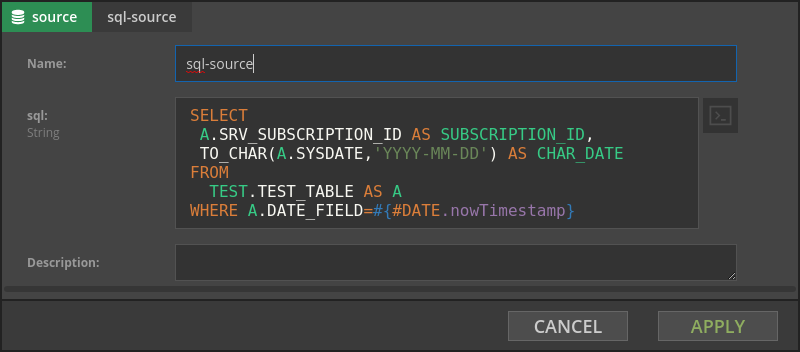 source sql-source
Name: sql-source
sql:
String
SELECT
A.SRV_SUBSCRIPTION_ID AS SUBSCRIPTION_ID,
TO_CHAR(A.SYSDATE,'YYYY-MM-DD') AS CHAR_DATE
FROM
TEST.TEST_TABLE AS A
WHERE A.DATE_FIELD=#{#DATE.nowTimestamp}
Description:
CANCEL APPLY